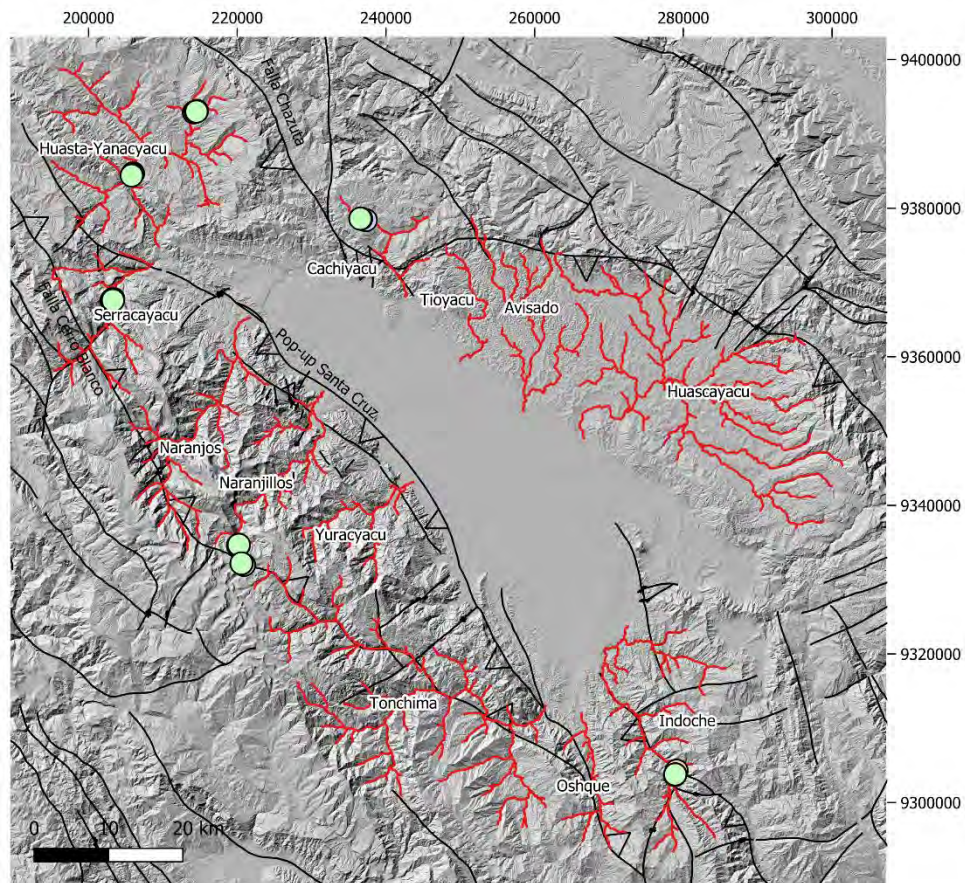 200000 220000 240000 260000 280000 300000
9400000
Falla Chazuta
Huasta-Yanacyacu
9380000
Cachiyacu
Tioyacu
Avisado
Serracayacu
Falla Cerro Blanco
Pop-up Santa Cruz
9360000
Huascayacu
Naranjos
Naranjillos
9340000
Yuracyacu
9320000
Tonchima
Indoche
Oshque
9300000
0 10 20 km